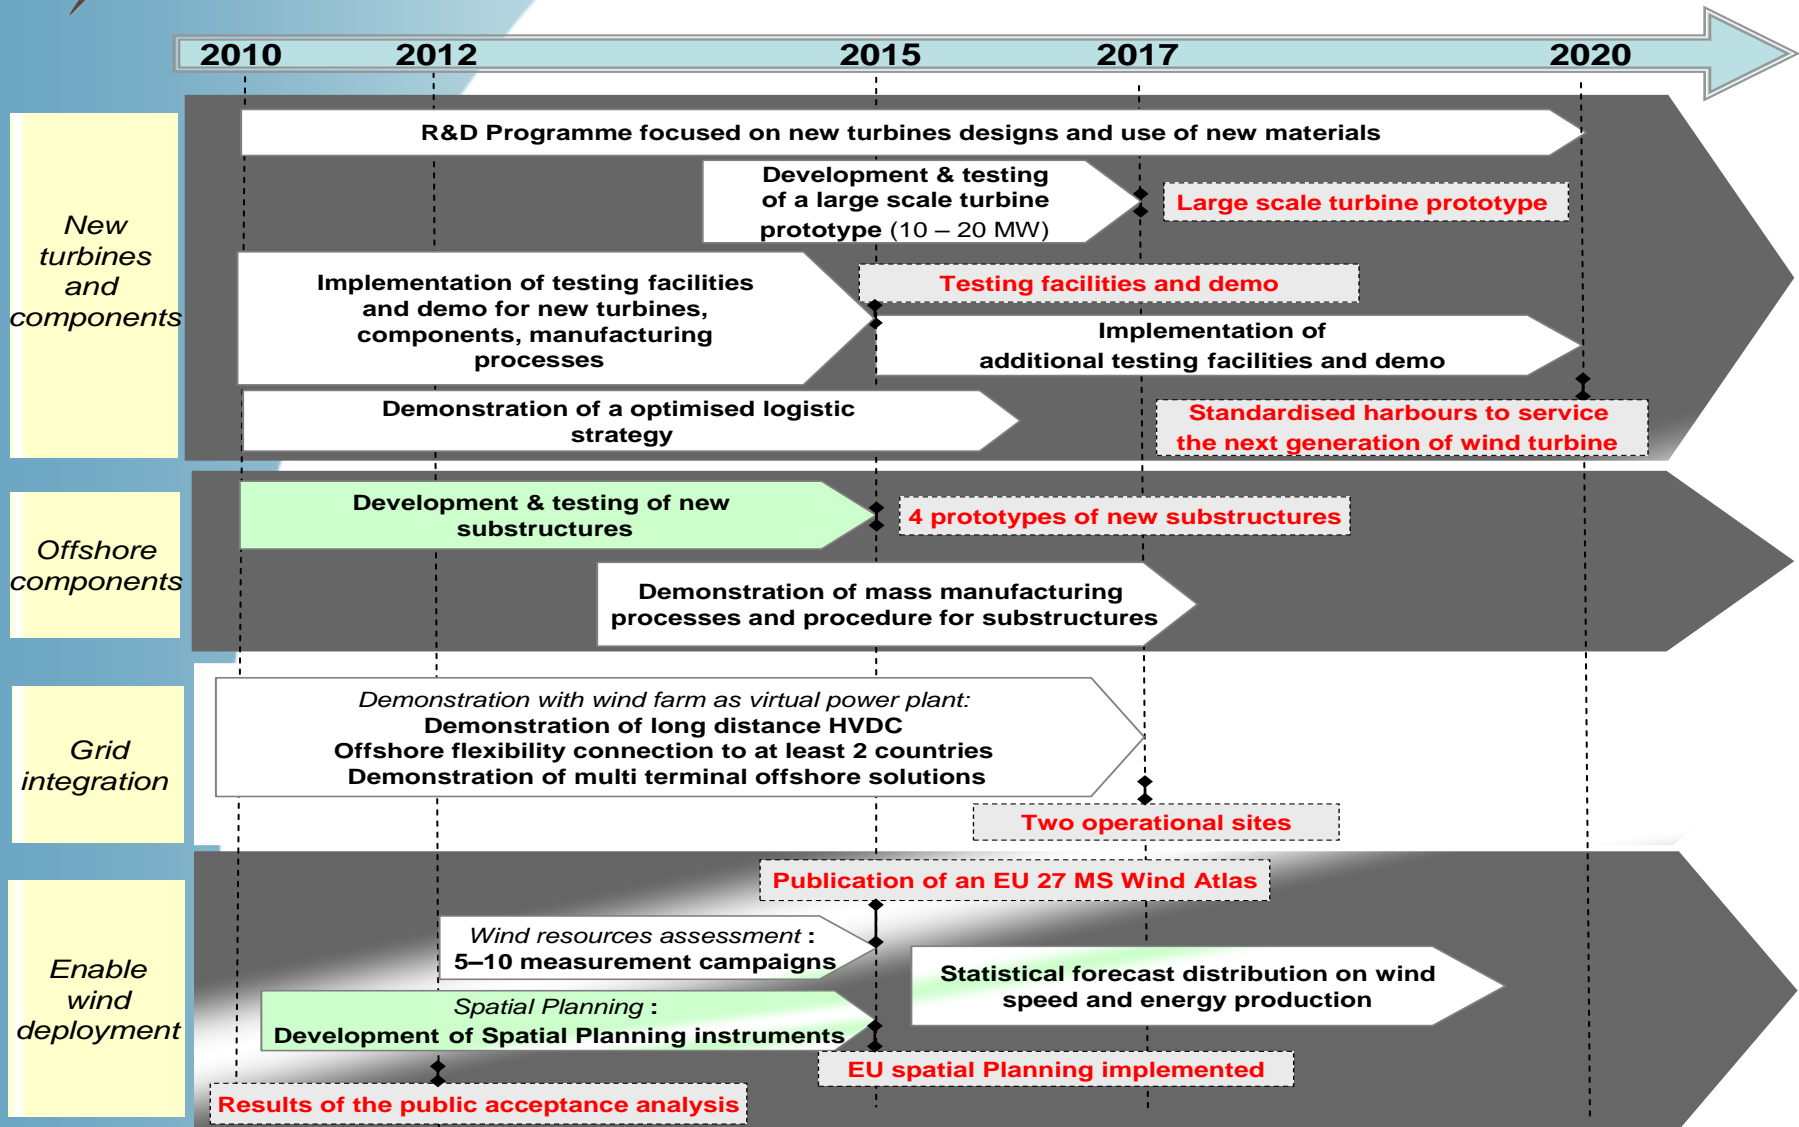 2010 2012 2015 2017 2020
New
turbines
and
components
R&D Programme focused on new turbines designs and use of new materials
Development & testing
of a large scale turbine
prototype (10 – 20 MW)
Large scale turbine prototype
Implementation of testing facilities
and demo for new turbines,
components, manufacturing
processes
Testing facilities and demo
Implementation of
additional testing facilities and demo
Demonstration of a optimised logistic
strategy
Standardised harbours to service
the next generation of wind turbine
Offshore
components
Development & testing of new
substructures
4 prototypes of new substructures
Demonstration of mass manufacturing
processes and procedure for substructures
Grid
integration
Demonstration with wind farm as virtual power plant:
Demonstration of long distance HVDC
Offshore flexibility connection to at least 2 countries
Demonstration of multi terminal offshore solutions
Two operational sites
Enable
wind
deployment
Publication of an EU 27 MS Wind Atlas
Wind resources assessment :
5–10 measurement campaigns
Statistical forecast distribution on wind
speed and energy production
Spatial Planning :
Development of Spatial Planning instruments
EU spatial Planning implemented
Results of the public acceptance analysis